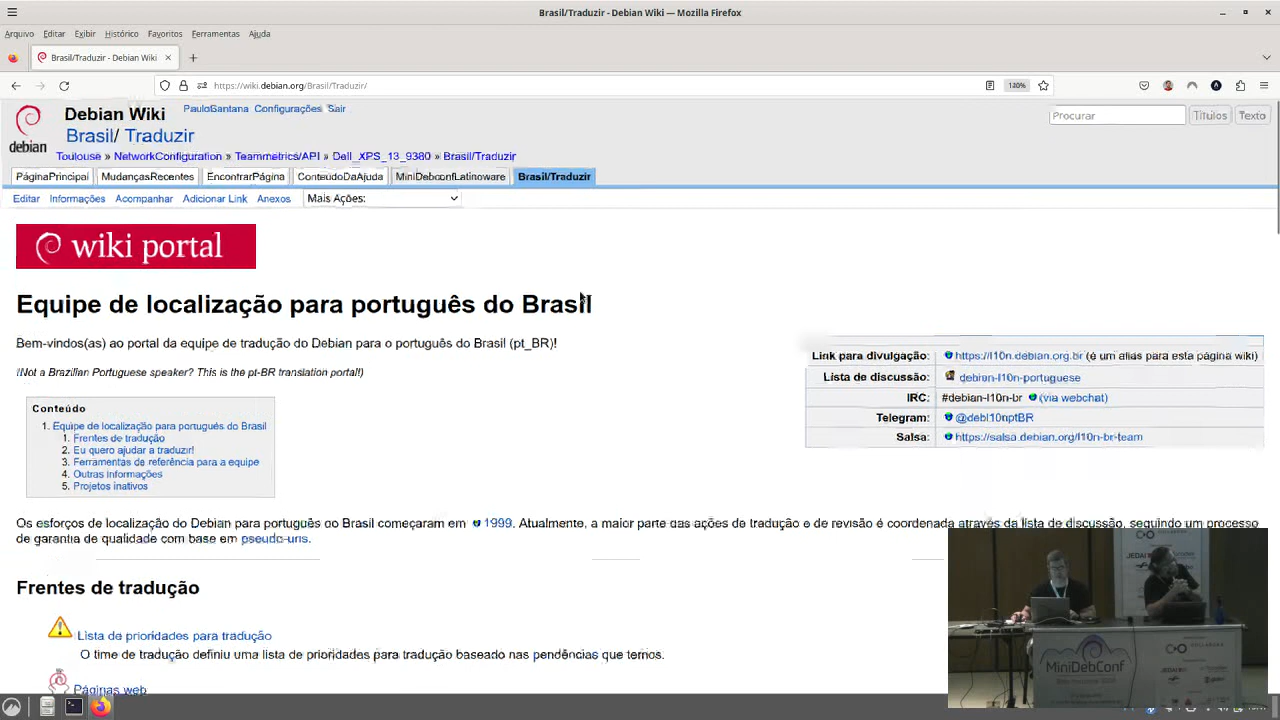 Brasil/Traduzir - Debian Wiki — Mozilla Firefox
Arquivo Editar Exibir Histórico Favoritos Ferramentas Ajuda
Brasil/Traduzir - Debian Wiki
https://wiki.debian.org/Brasil/Traduzir/
120%
debian
Debian Wiki
PauloSantana Configurações Sair
Procurar
Títulos
Texto
Brasil/ Traduzir
Toulouse » NetworkConfiguration » Teammetrics/API » Dell_XPS_13_9380 » Brasil/Traduzir
PáginaPrincipal MudançasRecentes EncontrarPágina ConteúdoDaAjuda MiniDebconfLatinoware Brasil/Traduzir
Editar Informações Acompanhar Adicionar Link Anexos Mais Ações:
wiki portal
Equipe de localização para português do Brasil
Bem-vindos(as) ao portal da equipe de tradução do Debian para o português do Brasil (pt_BR)!
(Not a Brazilian Portuguese speaker? This is the pt-BR translation portal!)
Link para divulgação: https://l10n.debian.org.br (é um alias para esta página wiki)
Lista de discussão: debian-l10n-portuguese
IRC: #debian-l10n-br (via webchat)
Telegram: @debl10nptBR
Salsa: https://salsa.debian.org/l10n-br-team
Conteúdo
1. Equipe de localização para português do Brasil
1. Frentes de tradução
2. Eu quero ajudar a traduzir!
3. Ferramentas de referência para a equipe
4. Outras informações
5. Projetos inativos
Os esforços de localização do Debian para português do Brasil começaram em 1999. Atualmente, a maior parte das ações de tradução e de revisão é coordenada através da lista de discussão, seguindo um processo
de garantia de qualidade com base em pseudo-urls.
Frentes de tradução
Lista de prioridades para tradução
O time de tradução definiu uma lista de prioridades para tradução baseado nas pendências que temos.
Páginas web
COLLABORA
JEDAI
MiniDebConf